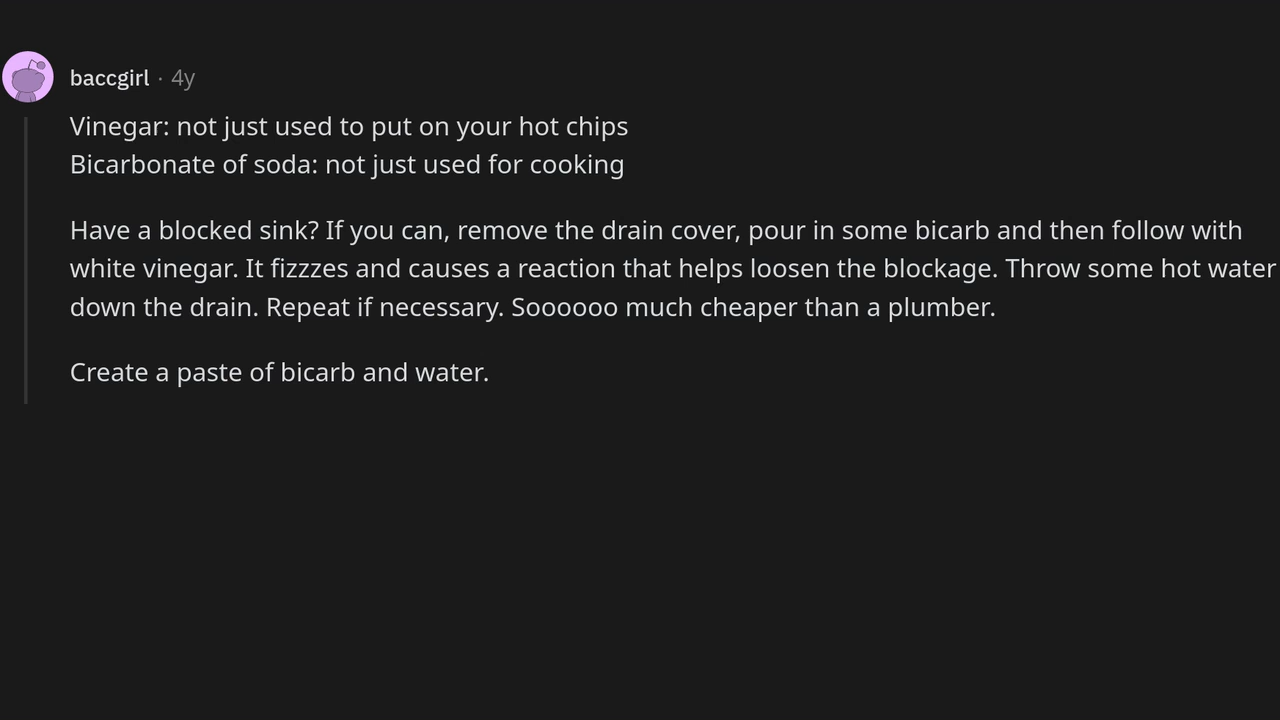 baccgirl · 4y
Vinegar: not just used to put on your hot chips
Bicarbonate of soda: not just used for cooking
Have a blocked sink? If you can, remove the drain cover, pour in some bicarb and then follow with
white vinegar. It fizzzes and causes a reaction that helps loosen the blockage. Throw some hot water
down the drain. Repeat if necessary. Soooooo much cheaper than a plumber.
Create a paste of bicarb and water.